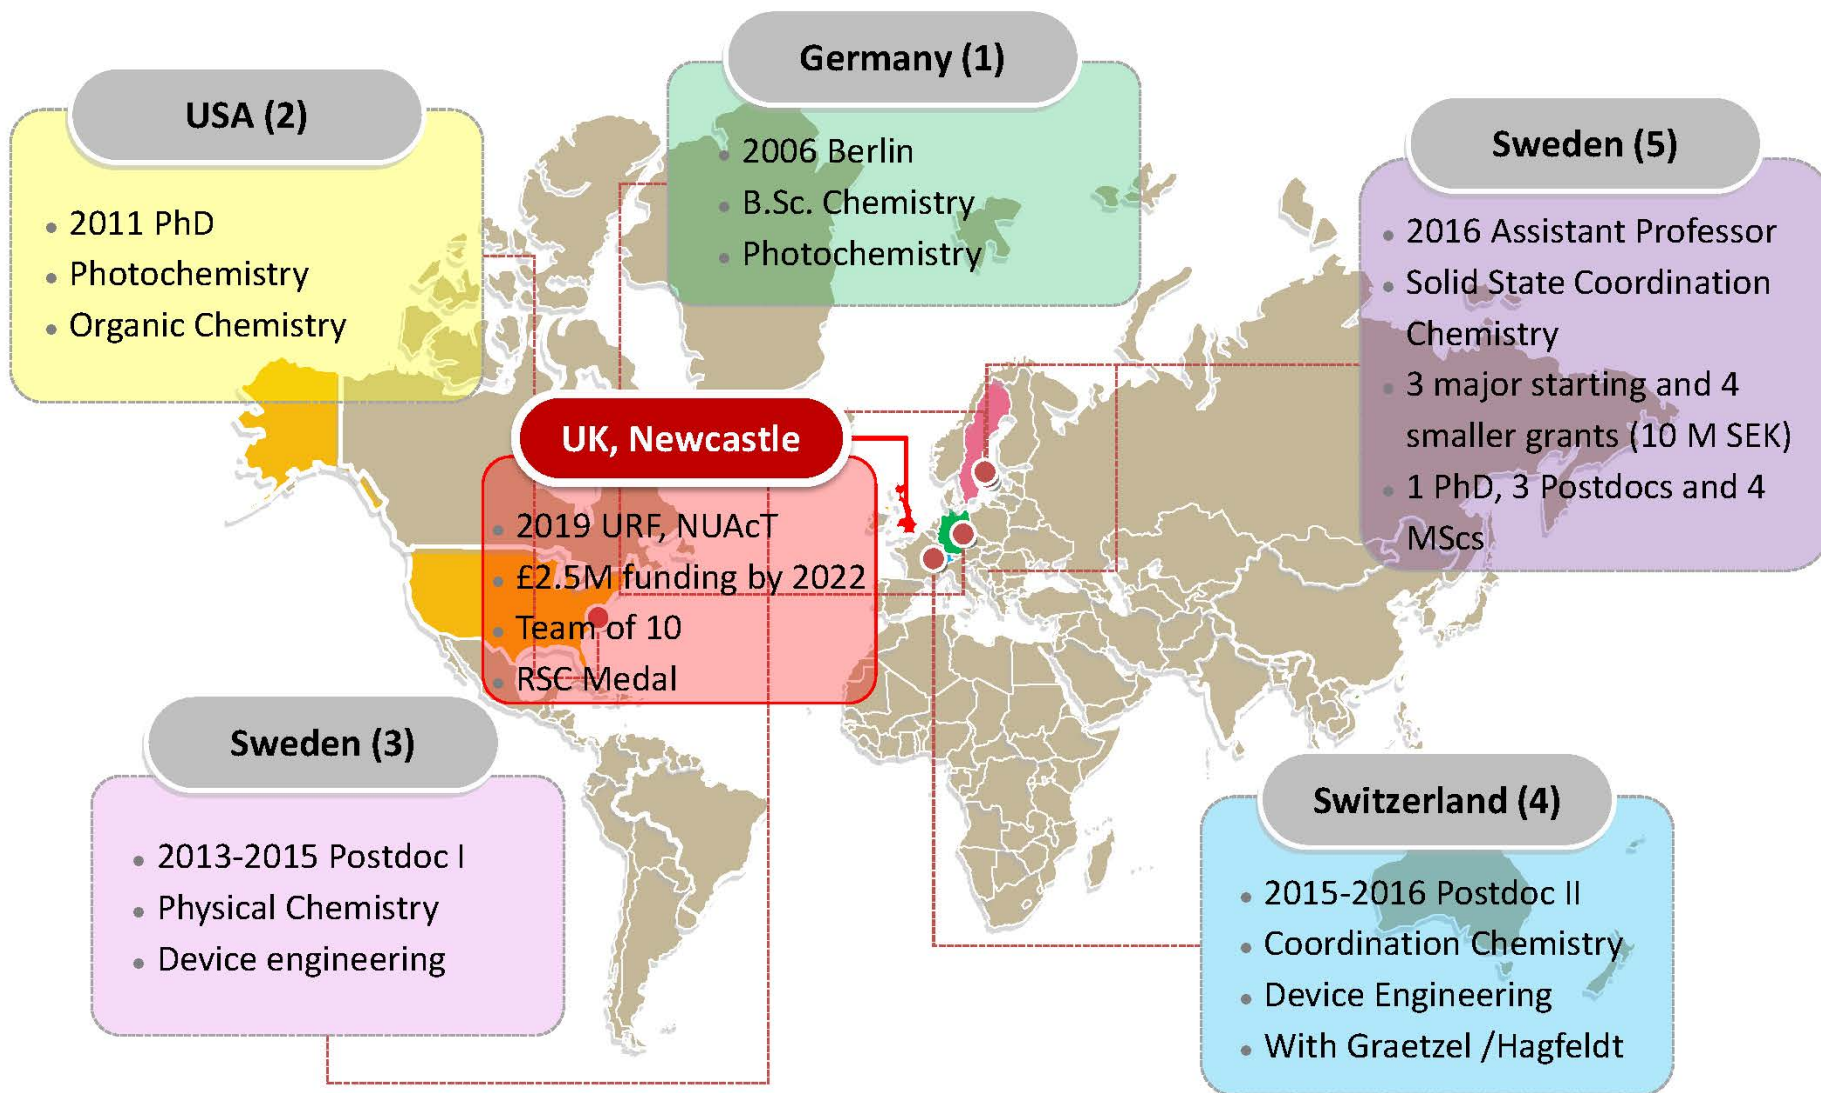 Germany (1)
• 2006 Berlin
• B.Sc. Chemistry
• Photochemistry
USA (2)
• 2011 PhD
• Photochemistry
• Organic Chemistry
Sweden (5)
• 2016 Assistant Professor
• Solid State Coordination
Chemistry
• 3 major starting and 4
smaller grants (10 M SEK)
• 1 PhD, 3 Postdocs and 4
MScs
UK, Newcastle
• 2019 URF, NUAcT
• £2.5M funding by 2022
• Team of 10
• RSC Medal
Sweden (3)
• 2013-2015 Postdoc I
• Physical Chemistry
• Device engineering
Switzerland (4)
• 2015-2016 Postdoc II
• Coordination Chemistry
• Device Engineering
• With Graetzel /Hagfeldt